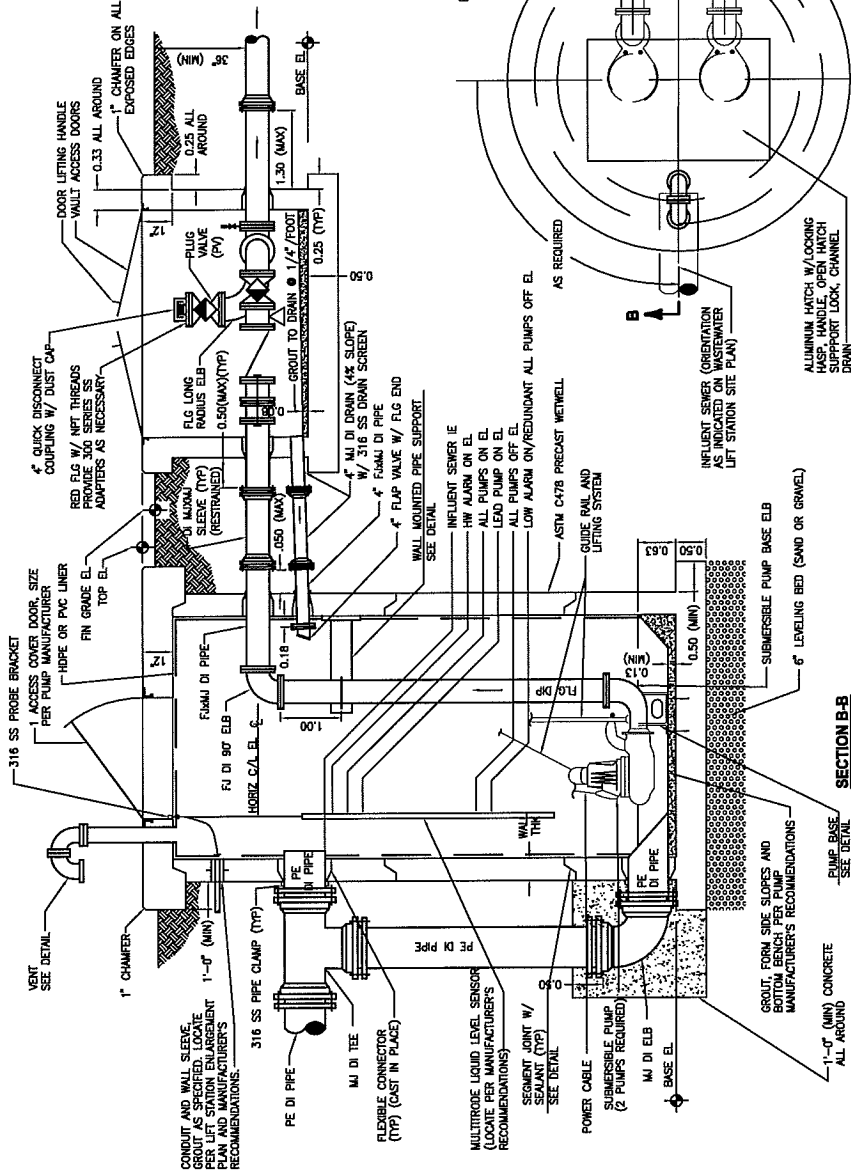 316 SS PROBE BRACKET
1 ACCESS COVER DOOR, SIZE
PER PUMP MANUFACTURER
HDPE OR PVC LINER
FIN GRADE EL
TOP EL
4" QUICK DISCONNECT
COUPLING W/ DUST CAP
RED FLG W/ NPT THREADS
PROVIDE 300 SERIES SS
ADAPTERS AS NECESSARY
DOOR LIFTING HANDLE
VAULT ACCESS DOORS
0.33 ALL AROUND
1" CHAMFER ON ALL
EXPOSED EDGES
0.25 ALL
AROUND
36"
(MIN)
BASE EL
1.30 (MAX)
12"
PLUG
VALVE
(PV)
FLG LONG
RADIUS ELB
0.50(MAX)(TYP)
GROUT TO DRAIN @ 1/4"/FOOT
0.25 (TYP)
0.50
0.08
DI MJXMJ
SLEEVE (TYP)
(RESTRAINED)
.050 (MAX)
4" MJ DI DRAIN (4% SLOPE)
W/ 316 SS DRAIN SCREEN
4" FJxMJ DI PIPE
4" FLAP VALVE W/ FLG END
WALL MOUNTED PIPE SUPPORT
SEE DETAIL
INFLUENT SEWER IE
HW ALARM ON EL
ALL PUMPS ON EL
LEAD PUMP ON EL
ALL PUMPS OFF EL
LOW ALARM ON/REDUNDANT ALL PUMPS OFF EL
ASTM C478 PRECAST WETWELL
AS REQUIRED
GUIDE RAIL AND
LIFTING SYSTEM
VENT
SEE DETAIL
1" CHAMFER
12"
FJxMJ DI PIPE
FJ DI 90° ELB
HORIZ C/L EL
0.18
1.00
CONDUIT AND WALL SLEEVE,
GROUT AS SPECIFIED. LOCATE
PER LIFT STATION ENLARGEMENT
PLAN AND MANUFACTURER'S
RECOMMENDATIONS.
1'-0" (MIN)
316 SS PIPE CLAMP (TYP)
PE DI PIPE
PE
DI PIPE
MJ DI TEE
FLEXIBLE CONNECTOR
(TYP) (CAST IN PLACE)
PE DI PIPE
WALL
THK
FLG DIP
MULTITRODE LIQUID LEVEL SENSOR
(LOCATE PER MANUFACTURER'S
RECOMMENDATIONS)
SEGMENT JOINT W/
SEALANT (TYP)
SEE DETAIL
POWER CABLE
SUBMERSIBLE PUMP
(2 PUMPS REQUIRED)
0.50
MJ DI ELB
BASE EL
PE
DI PIPE
0.13
(MIN)
0.63
0.50
0.50 (MIN)
SUBMERSIBLE PUMP BASE ELB
6" LEVELING BED (SAND OR GRAVEL)
GROUT, FORM SIDE SLOPES AND
BOTTOM BENCH PER PUMP
MANUFACTURER'S RECOMMENDATIONS
1'-0" (MIN) CONCRETE
ALL AROUND
PUMP BASE
SEE DETAIL
SECTION B-B
B
INFLUENT SEWER (ORIENTATION
AS INDICATED ON WASTEWATER
LIFT STATION SITE PLAN)
ALUMINUM HATCH W/LOCKING
HASP, HANDLE, OPEN HATCH
SUPPPORT LOCK, CHANNEL
DRAIN